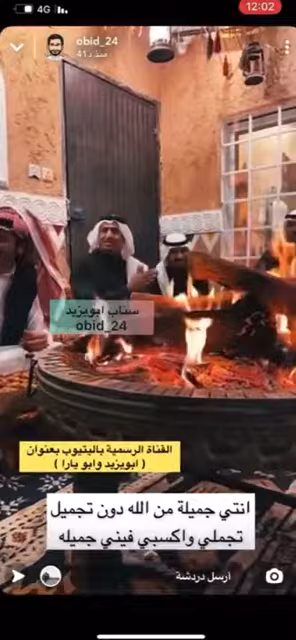 4G
12:02
obid_24
منذ 41د
سناب ابويزيد
obid_24
القناة الرسمية باليتيوب بعنوان
( ابويزيد وابو يارا )
انتي جميلة من الله دون تجميل
تجملي واكسبي فيني جميله
ارسل دردشة